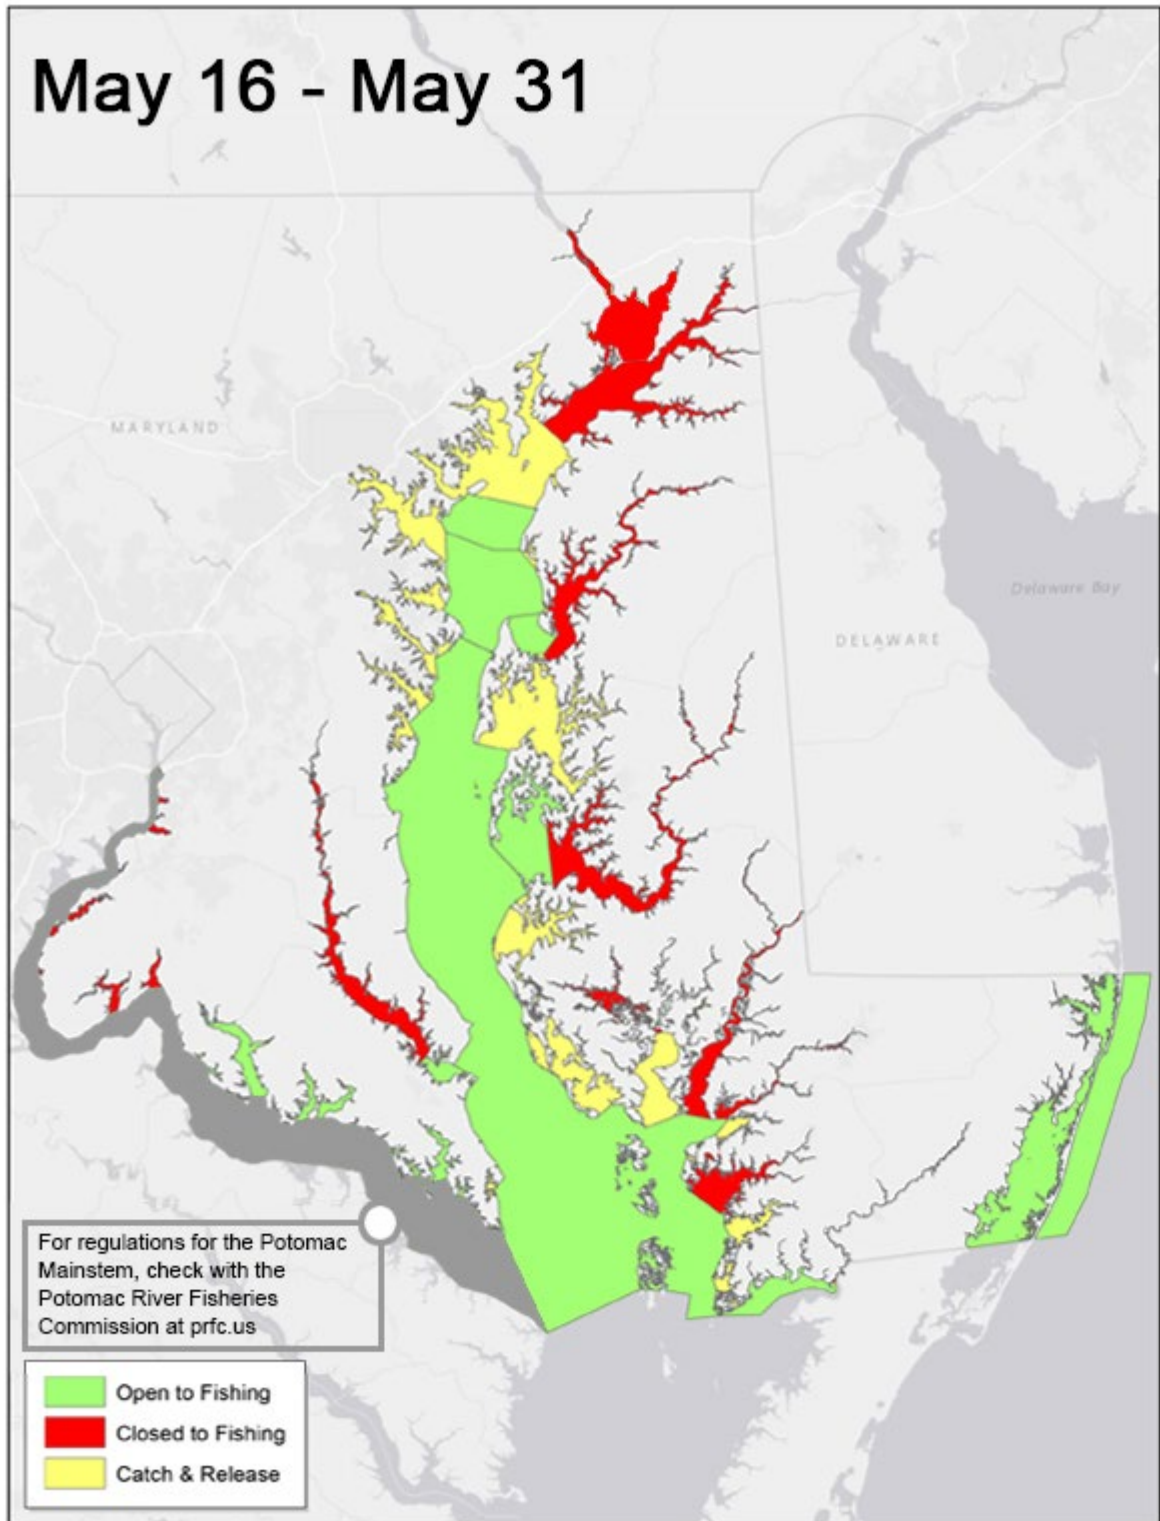 May 16 - May 31
MARYLAND
Delaware Bay
DELAWARE
For regulations for the Potomac
Mainstem, check with the
Potomac River Fisheries
Commission at prfc.us
Open to Fishing
Closed to Fishing
Catch & Release